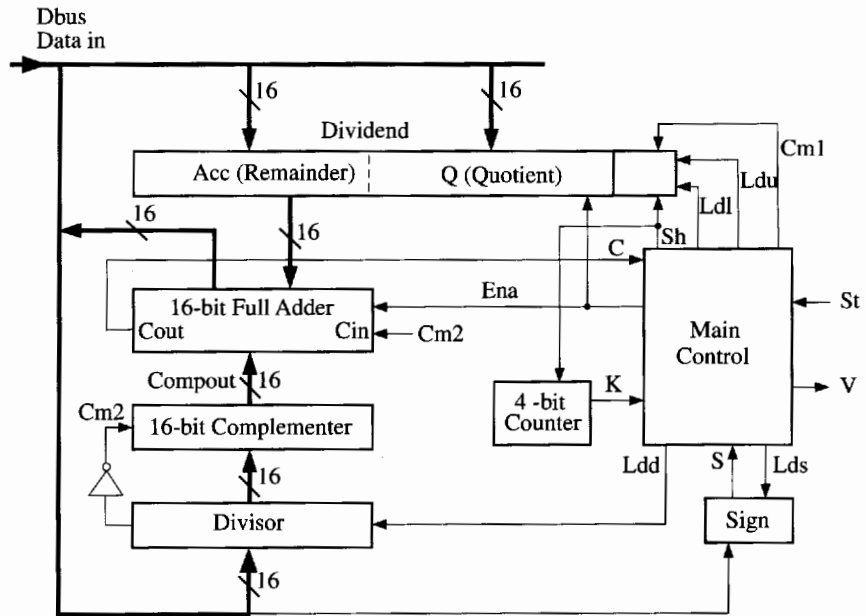 Dbus
Data in
16
16
Dividend
Acc (Remainder)
Q (Quotient)
Cm1
Ldu
Ldl
Sh
16
16
C
16-bit Full Adder
Cout
Cin
Cm2
Ena
St
Main
Control
V
Compout
16
K
4 -bit
Counter
Cm2
16-bit Complementer
16
Ldd
S
Lds
Divisor
Sign
16